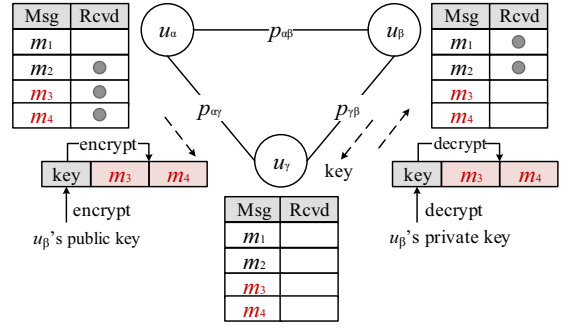 Msg Rcvd
m1
m2
m3
m4
uα
pαβ
uβ
Msg Rcvd
m1
m2
m3
m4
pαγ
pγβ
uγ
key
encrypt
key m3 m4
encrypt
uβ's public key
decrypt
key m3 m4
decrypt
uβ's private key
Msg Rcvd
m1
m2
m3
m4